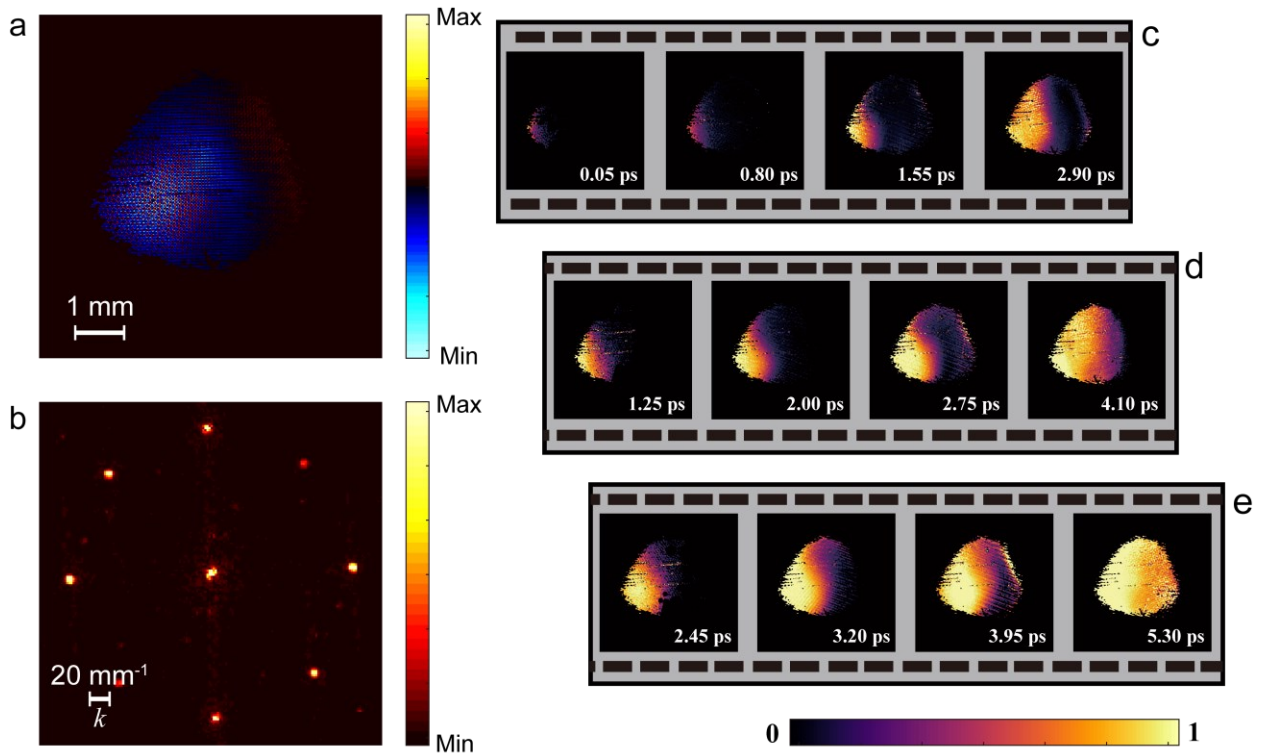 a
Max
Min
1 mm
b
Max
Min
20 mm⁻¹
k
c
0.05 ps
0.80 ps
1.55 ps
2.90 ps
d
1.25 ps
2.00 ps
2.75 ps
4.10 ps
e
2.45 ps
3.20 ps
3.95 ps
5.30 ps
0
1